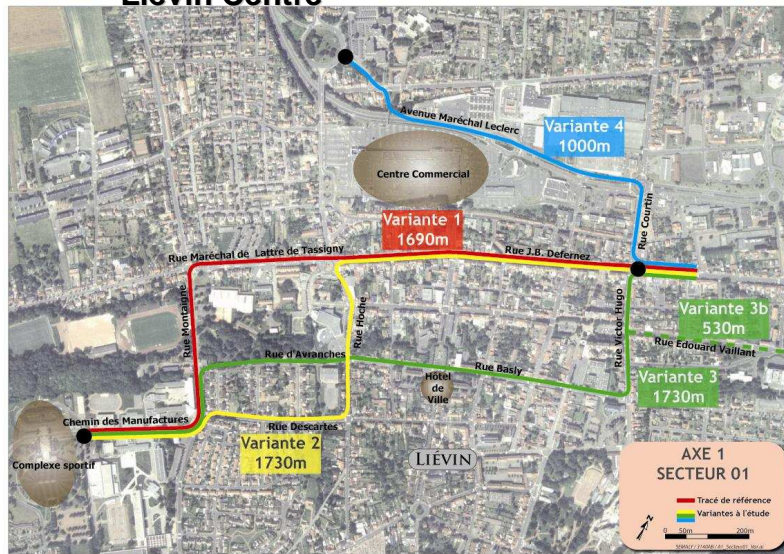 Liévin Centre
Avenue Maréchal Leclerc
Variante 4
1000m
Centre Commercial
Rue Courtin
Variante 1
1690m
Rue Maréchal de Lattre de Tassigny
Rue J.B. Defernez
Rue Montaigne
Rue Hoche
Rue Victor Hugo
Variante 3b
530m
Rue Edouard Vaillant
Rue d'Avranches
Rue Basly
Hôtel
de
Ville
Variante 3
1730m
Chemin des Manufactures
Rue Descartes
Complexe sportif
Variante 2
1730m
LIÉVIN
AXE 1
SECTEUR 01
Tracé de référence
Variantes à l'étude
N
0 50m 200m